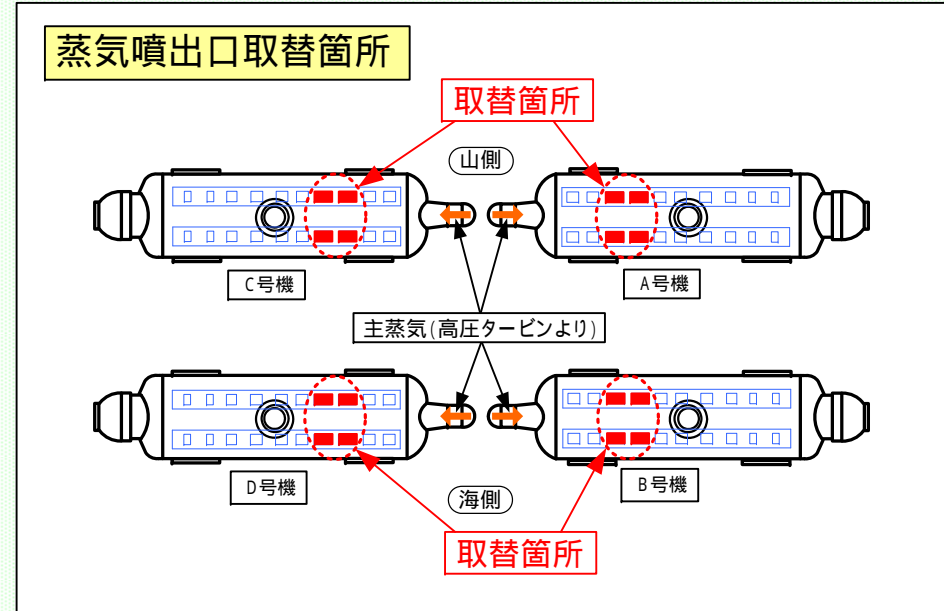 蒸気噴出口取替箇所
取替箇所
山側
C号機
A号機
主蒸気(高圧タービンより)
D号機
B号機
海側
取替箇所